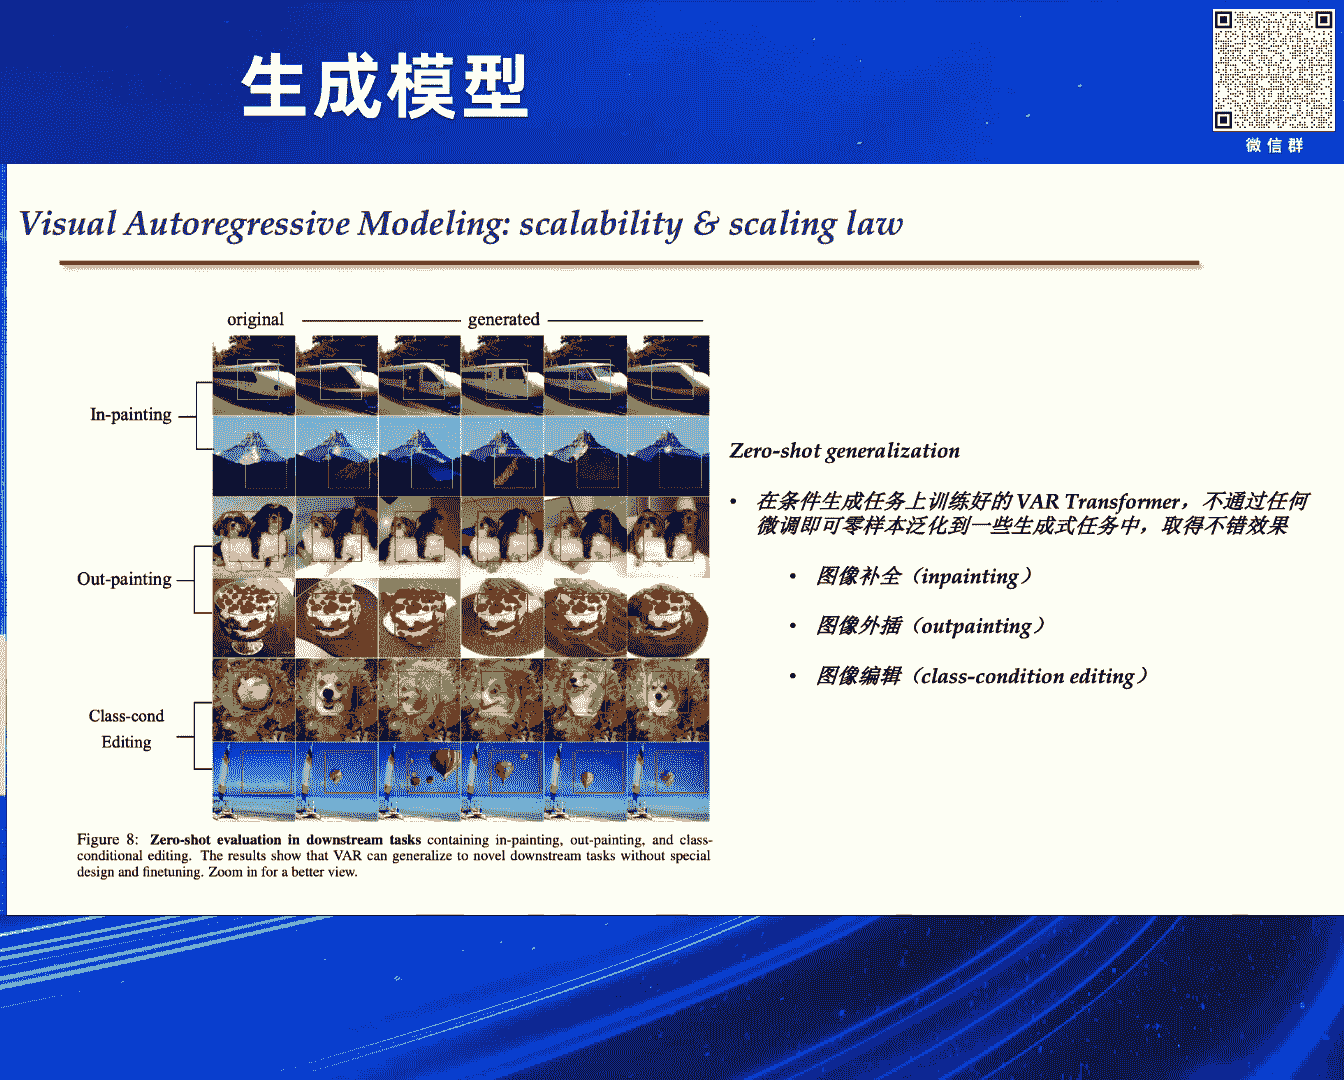 生成模型
微信群
Visual Autoregressive Modeling: scalability & scaling law
original
generated
In-painting
Out-painting
Class-cond
Editing
Figure 8: Zero-shot evaluation in downstream tasks containing in-painting, out-painting, and class-
conditional editing. The results show that VAR can generalize to novel downstream tasks without special
design and finetuning. Zoom in for a better view.
Zero-shot generalization
• 在条件生成任务上训练好的 VAR Transformer，不通过任何
微调即可零样本泛化到一些生成式任务中，取得不错效果
• 图像补全（inpainting）
• 图像外插（outpainting）
• 图像编辑（class-condition editing）